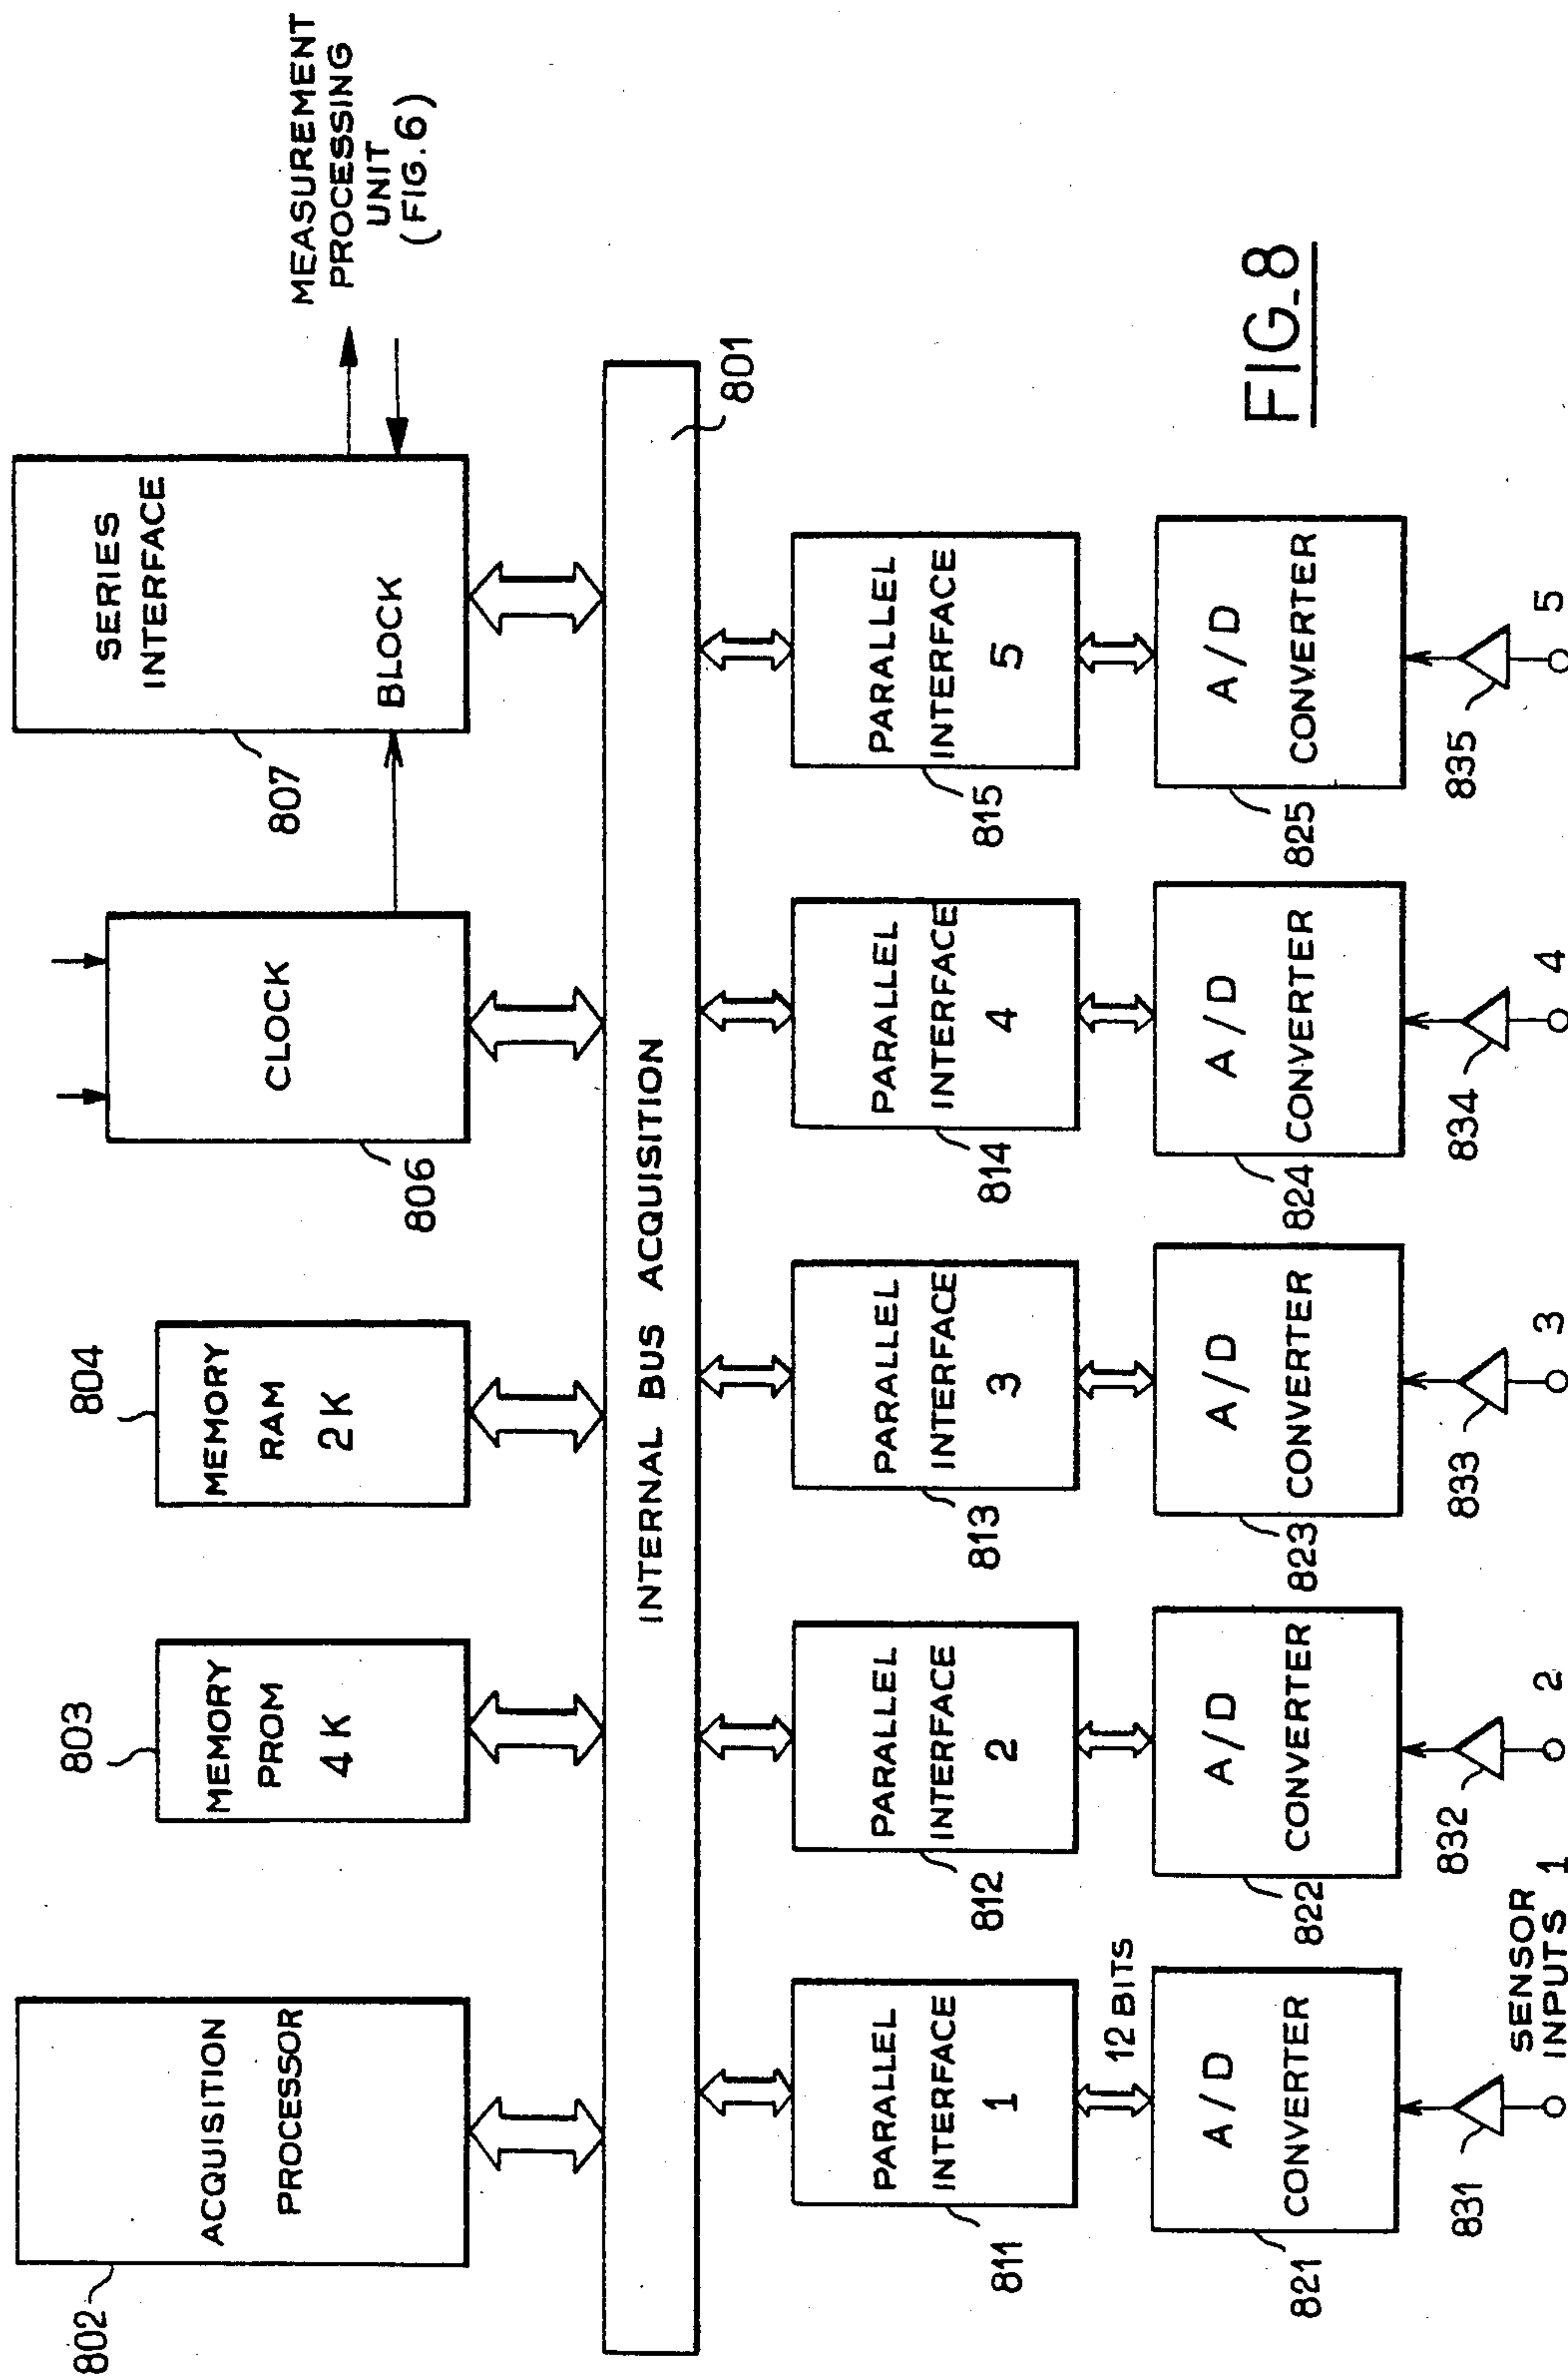 802
ACQUISITION
PROCESSOR
803
MEMORY
PROM
4K
804
MEMORY
RAM
2K
806
CLOCK
807
SERIES
INTERFACE
BLOCK
MEASUREMENT
PROCESSING
UNIT
(FIG.6)
INTERNAL BUS ACQUISITION
801
811
PARALLEL
INTERFACE
1
812
PARALLEL
INTERFACE
2
813
PARALLEL
INTERFACE
3
814
PARALLEL
INTERFACE
4
815
PARALLEL
INTERFACE
5
12 BITS
821
A/D
CONVERTER
822
A/D
CONVERTER
823
A/D
CONVERTER
824
A/D
CONVERTER
825
A/D
CONVERTER
831
832
833
834
835
SENSOR
INPUTS 1
2
3
4
5
FIG.8